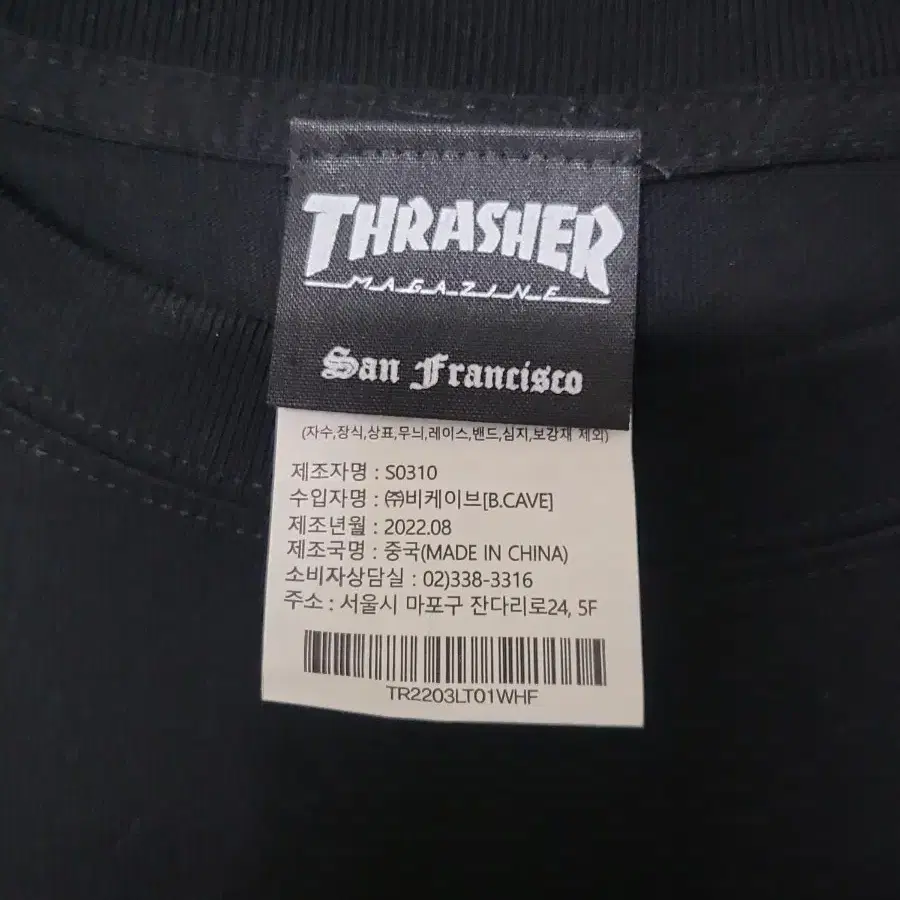 THRASHER
MAGAZINE
San Francisco
(자수,장식,상표,무늬,레이스,밴드,심지,보강재 제외)
제조자명 : S0310
수입자명 : ㈜비케이브[B.CAVE]
제조년월 : 2022.08
제조국명 : 중국(MADE IN CHINA)
소비자상담실 : 02)338-3316
주소 : 서울시 마포구 잔다리로24, 5F
TR2203LT01WHF